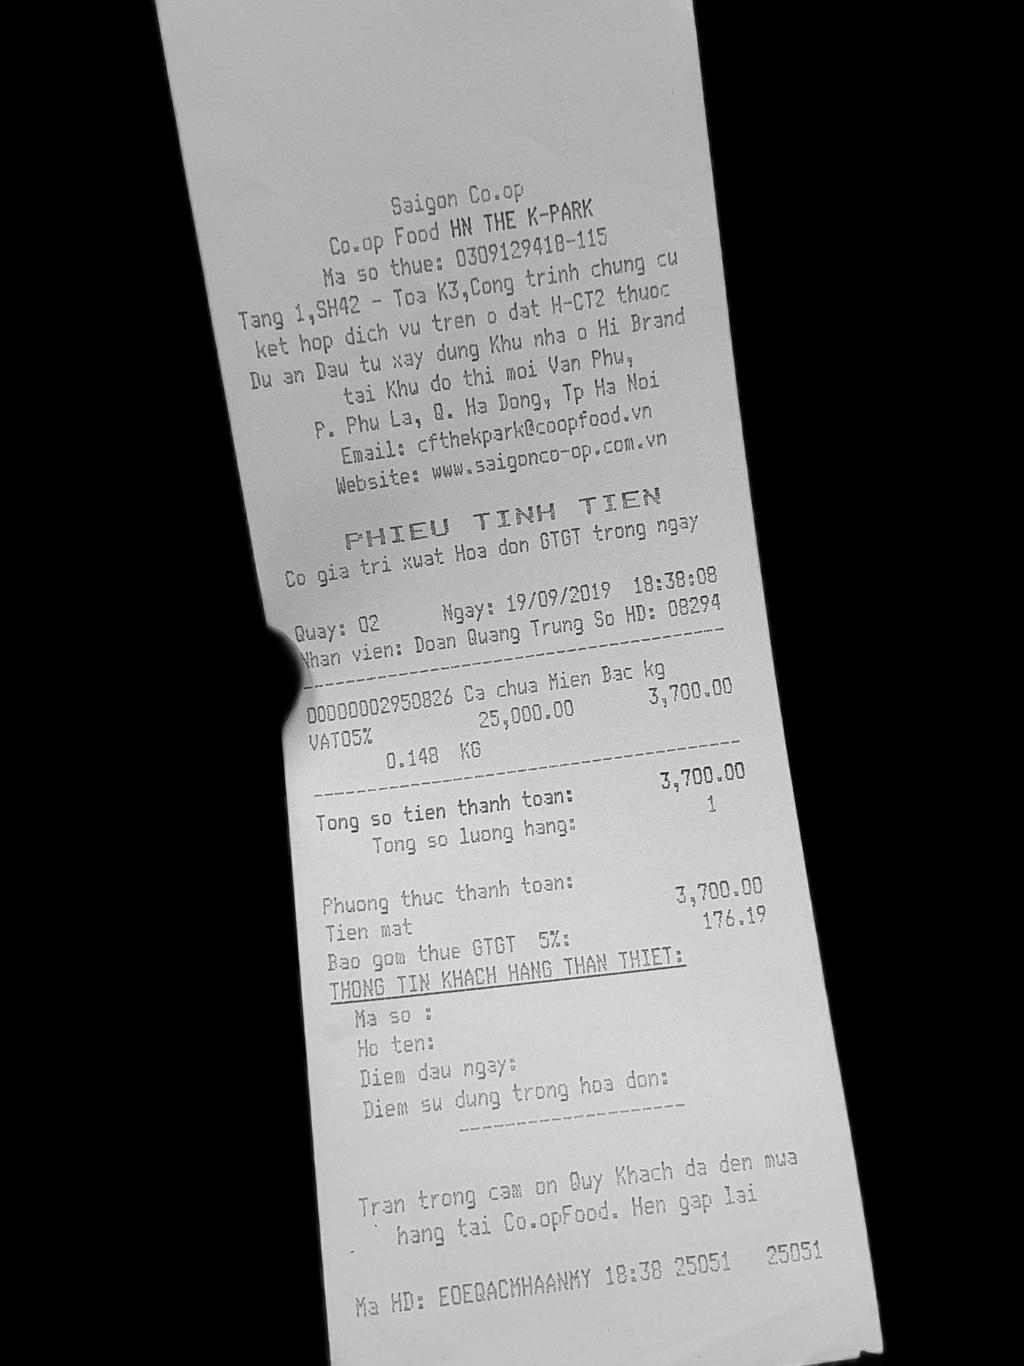 Saigon Co.op
Co.op Food HN THE K-PARK
Ma so thue: 0309129418-115
Tang 1,SH42 - Toa K3,Cong trinh chung cu
ket hop dich vu tren o dat H-CT2 thuoc
Du an Dau tu xay dung Khu nha o Hi Brand
tai Khu do thi moi Van Phu,
P. Phu La, Q. Ha Dong, Tp Ha Noi
Email: cfthekpark@coopfood.vn
Website: www.saigonco-op.com.vn
PHIEU TINH TIEN
Co gia tri xuat Hoa don GTGT trong ngay
Quay: 02 Ngay: 19/09/2019 18:38:08
Nhan vien: Doan Quang Trung So HD: 08294
00000002950826 Ca chua Mien Bac kg
VAT05% 25,000.00 3,700.00
0.148 KG
Tong so tien thanh toan: 3,700.00
Tong so luong hang: 1
Phuong thuc thanh toan:
Tien mat 3,700.00
Bao gom thue GTGT 5%: 176.19
THONG TIN KHACH HANG THAN THIET:
Ma so :
Ho ten:
Diem dau ngay:
Diem su dung trong hoa don:
Tran trong cam on Quy Khach da den mua
hang tai Co.opFood. Hen gap lai
Ma HD: EOEQACMHAANMY 18:38 25051 25051